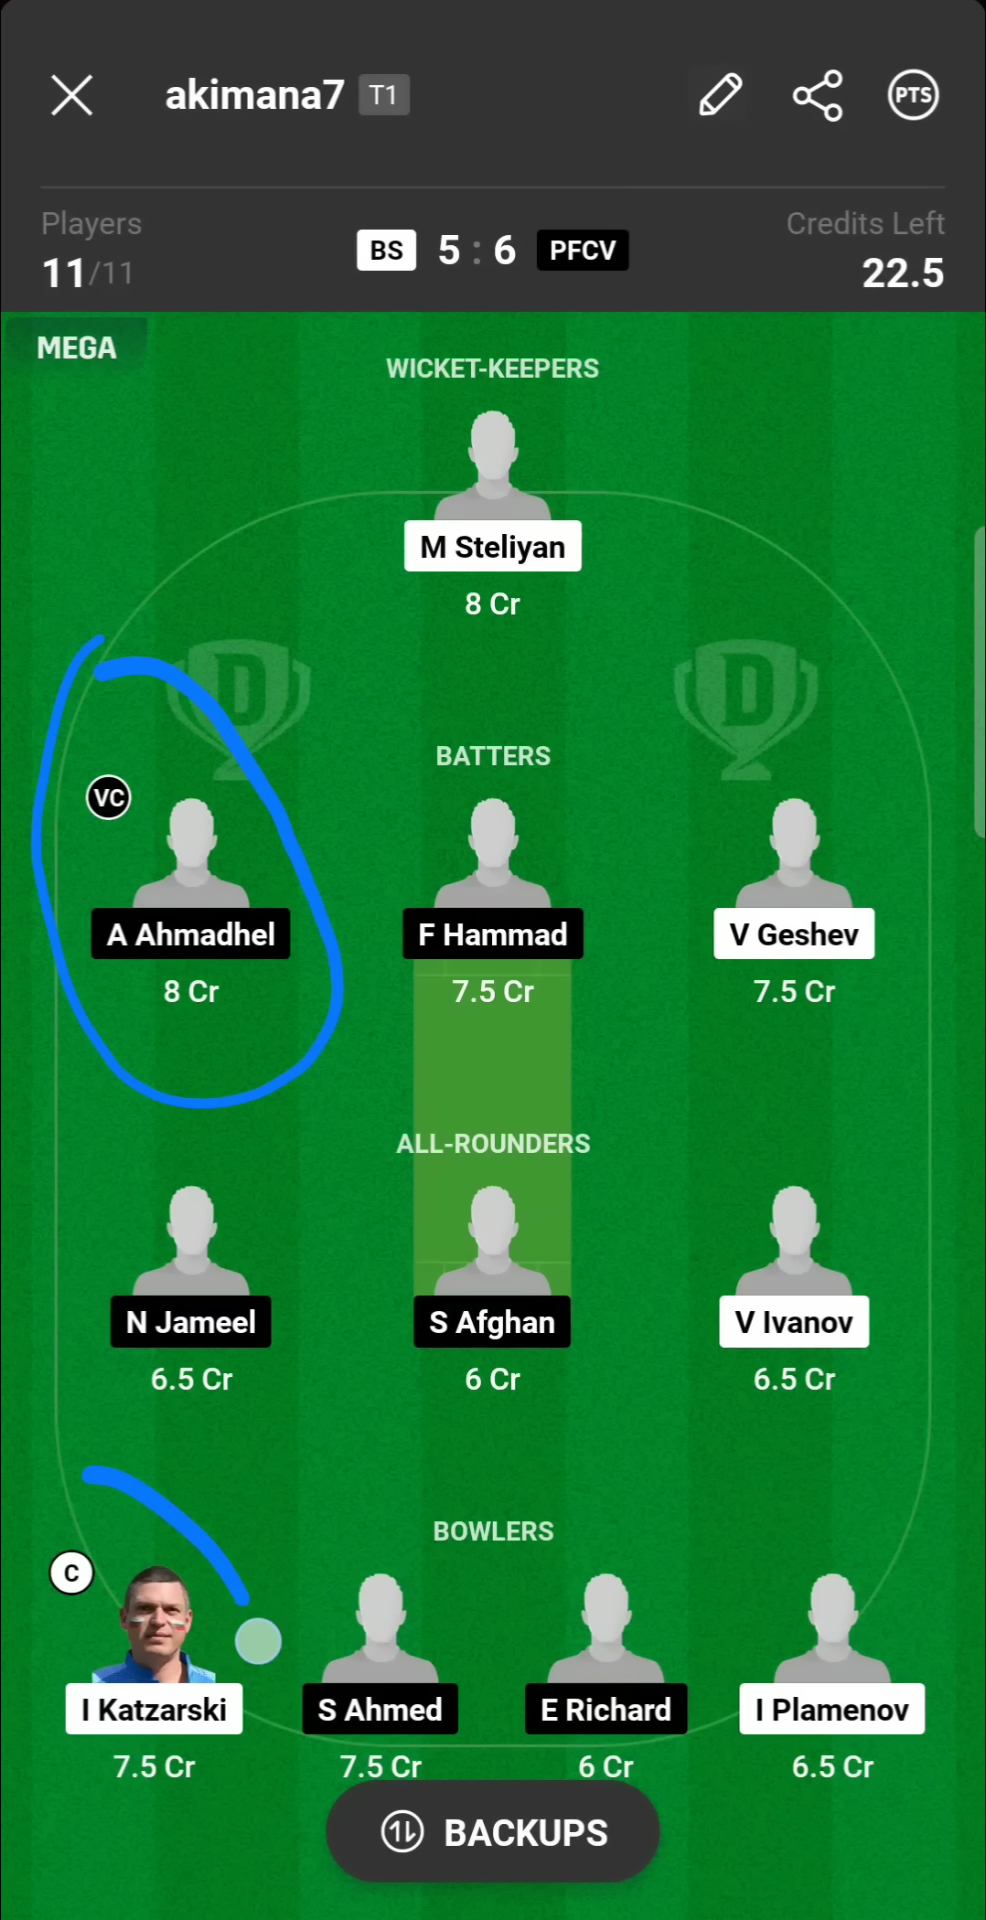 akimana7 T1 PTS
Players Credits Left
11/11 BS 5 : 6 PFCV 22.5
MEGA
WICKET-KEEPERS
M Steliyan
8 Cr
D D
BATTERS
VC
A Ahmadhel F Hammad V Geshev
8 Cr 7.5 Cr 7.5 Cr
ALL-ROUNDERS
N Jameel S Afghan V Ivanov
6.5 Cr 6 Cr 6.5 Cr
BOWLERS
C
I Katzarski S Ahmed E Richard I Plamenov
7.5 Cr 7.5 Cr 6 Cr 6.5 Cr
BACKUPS